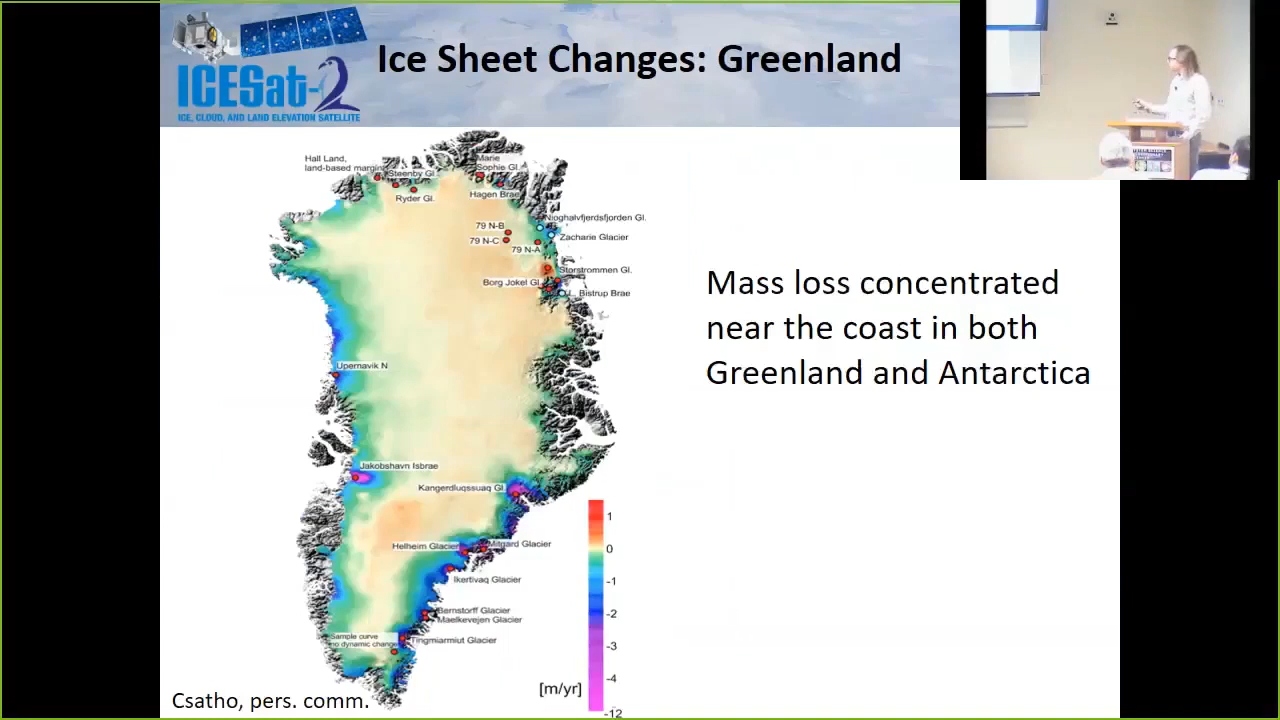 ICESat-2
ICE, CLOUD, AND LAND ELEVATION SATELLITE
Ice Sheet Changes: Greenland
Hall Land,
land-based margin
Steenby Gl.
Ryder Gl.
Marie
Sophie Gl.
Hagen Brae
Nioghalvfjerdsfjorden Gl.
79 N-B
79 N-C
79 N-A
Zacharie Glacier
Storstrommen Gl.
Borg Jokel Gl.
L. Bistrup Brae
Upernavik N
Jakobshavn Isbrae
Kangerdluqssuaq Gl.
Helheim Glacier
Mitgard Glacier
Ikertivaq Glacier
Bernstorff Glacier
Maelkevejen Glacier
Sample curve
no dynamic change
Tingmiarmiut Glacier
1
0
-1
-2
-3
-4
-12
[m/yr]
Csatho, pers. comm.
Mass loss concentrated
near the coast in both
Greenland and Antarctica